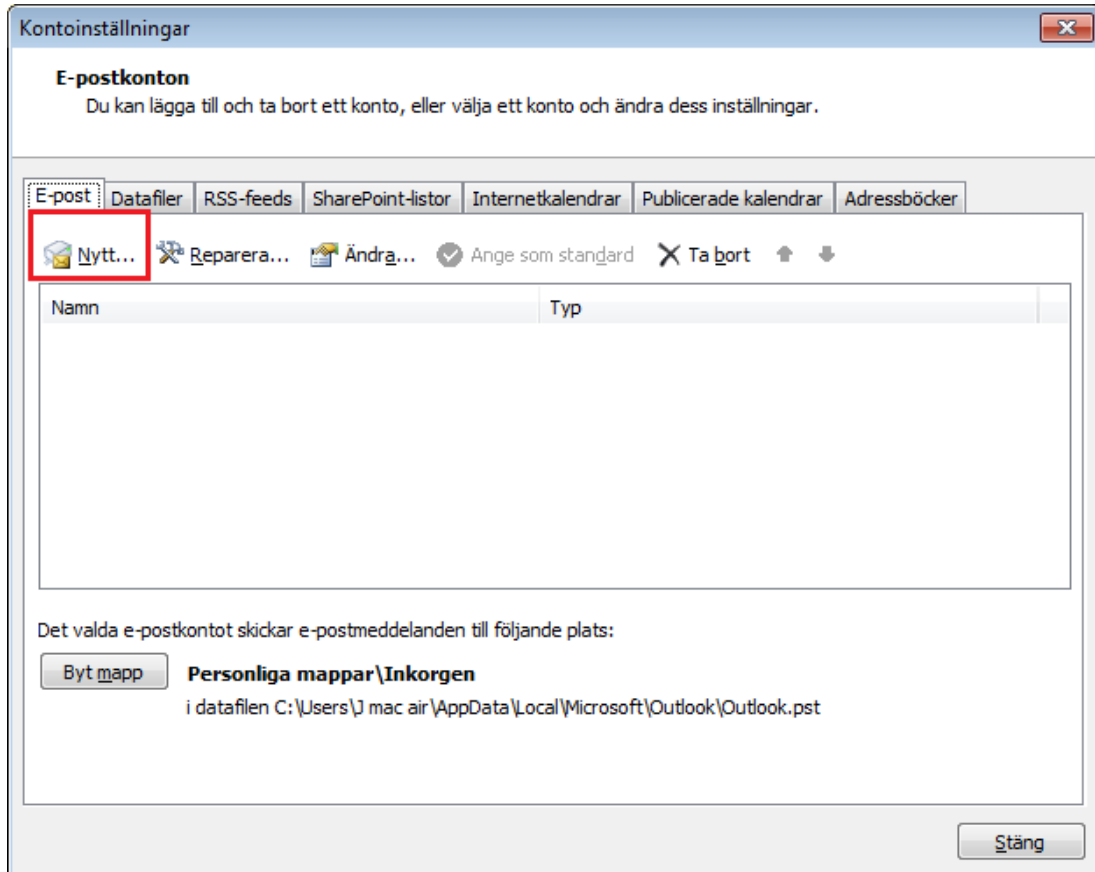 Kontoinställningar
E-postkonton
Du kan lägga till och ta bort ett konto, eller välja ett konto och ändra dess inställningar.
E-post Datafiler RSS-feeds SharePoint-listor Internetkalendrar Publicerade kalendrar Adressböcker
Nytt... Reparera... Ändra... Ange som standard Ta bort
Namn Typ
Det valda e-postkontot skickar e-postmeddelanden till följande plats:
Byt mapp Personliga mappar\Inkorgen
i datafilen C:\Users\J mac air\AppData\Local\Microsoft\Outlook\Outlook.pst
Stäng